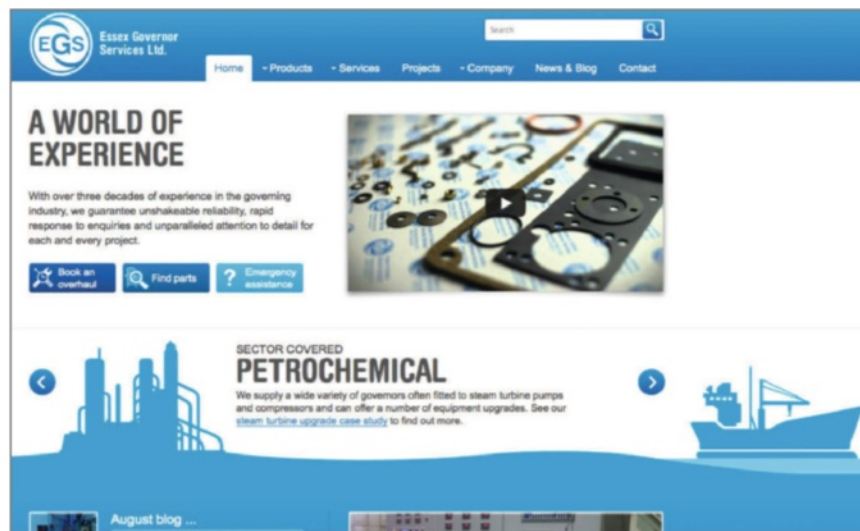 EGS
Essex Governor
Services Ltd.
Search
Home
Products
Services
Projects
Company
News & Blog
Contact
A WORLD OF
EXPERIENCE
With over three decades of experience in the governing
industry, we guarantee unshakeable reliability, rapid
response to enquiries and unparalleled attention to detail for
each and every project.
Book an
overhaul
Find parts
?
Emergency
assistance
SECTOR COVERED
PETROCHEMICAL
We supply a wide variety of governors often fitted to steam turbine pumps
and compressors and can offer a number of equipment upgrades. See our
steam turbine upgrade case study to find out more.
August blog ...